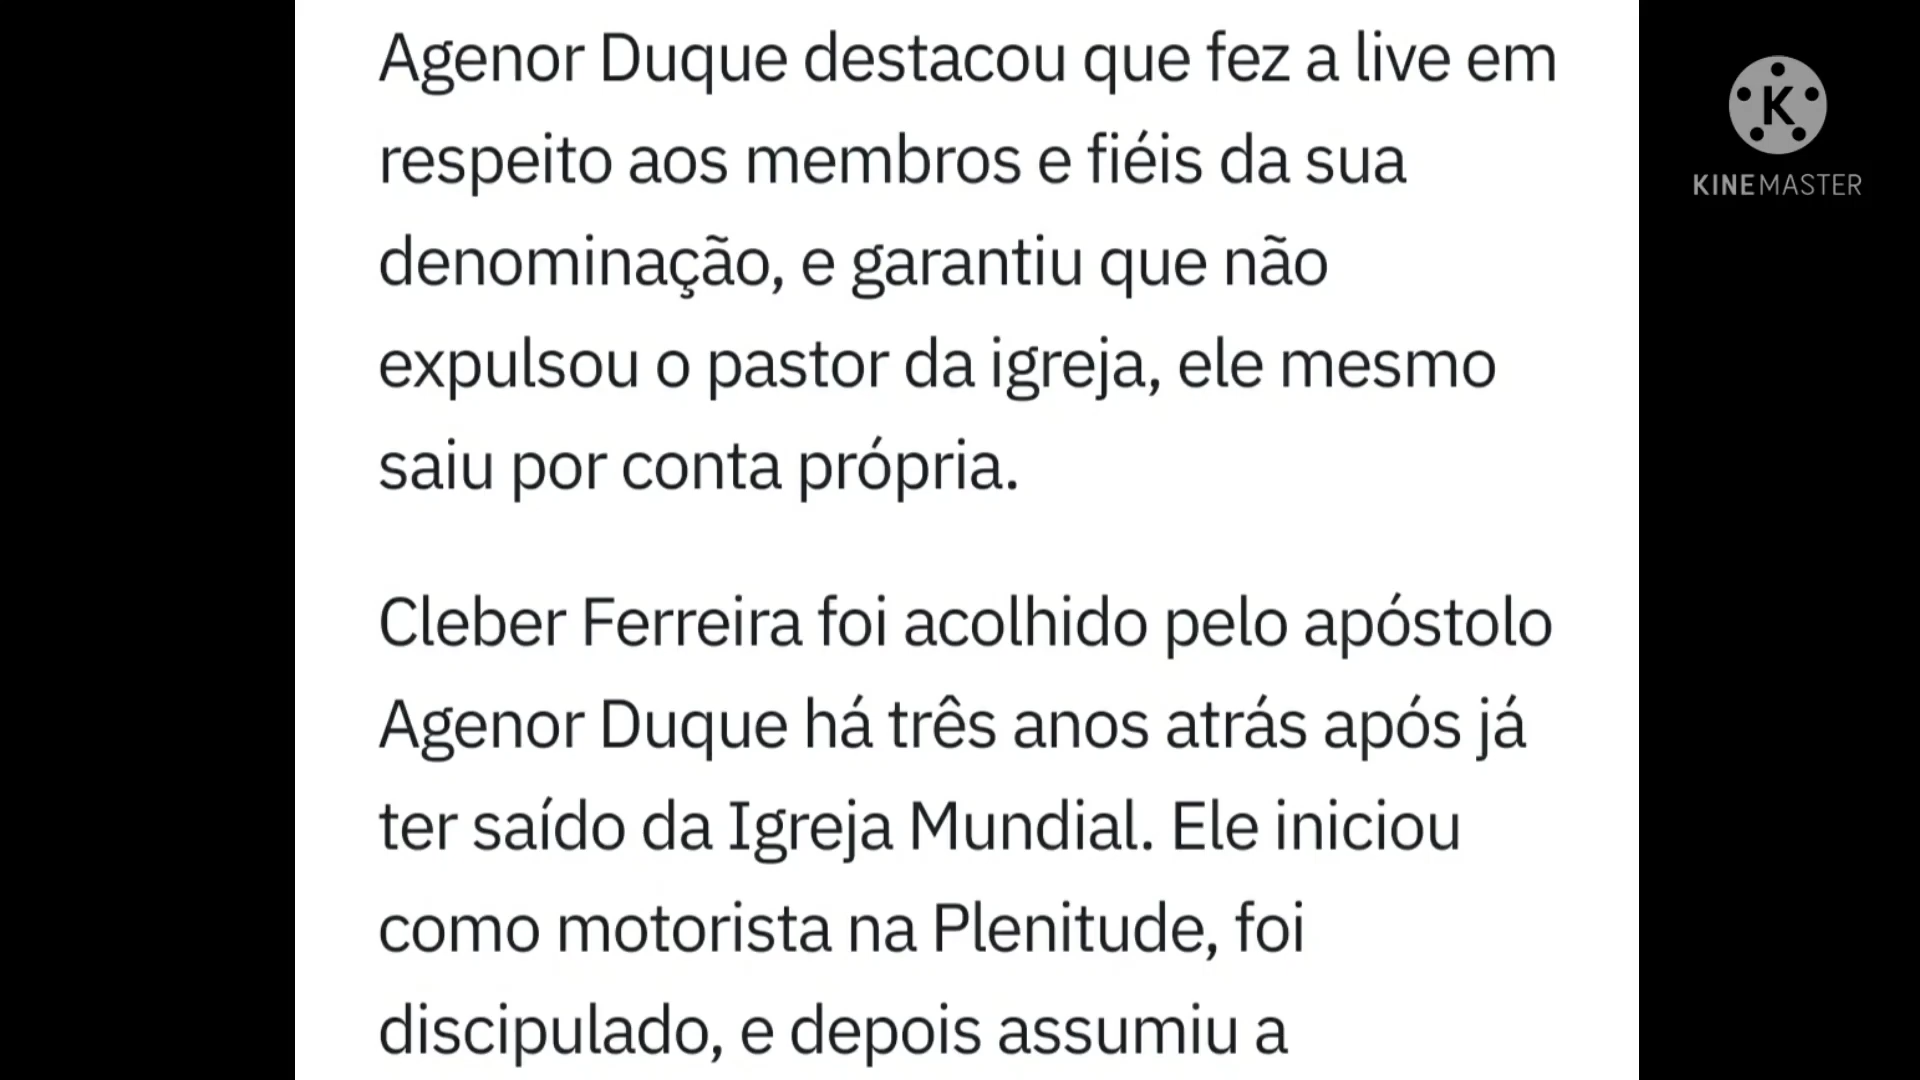 Agenor Duque destacou que fez a live em
respeito aos membros e fiéis da sua
denominação, e garantiu que não
expulsou o pastor da igreja, ele mesmo
saiu por conta própria.
Cleber Ferreira foi acolhido pelo apóstolo
Agenor Duque há três anos atrás após já
ter saído da Igreja Mundial. Ele iniciou
como motorista na Plenitude, foi
discipulado, e depois assumiu a
K
KINEMASTER